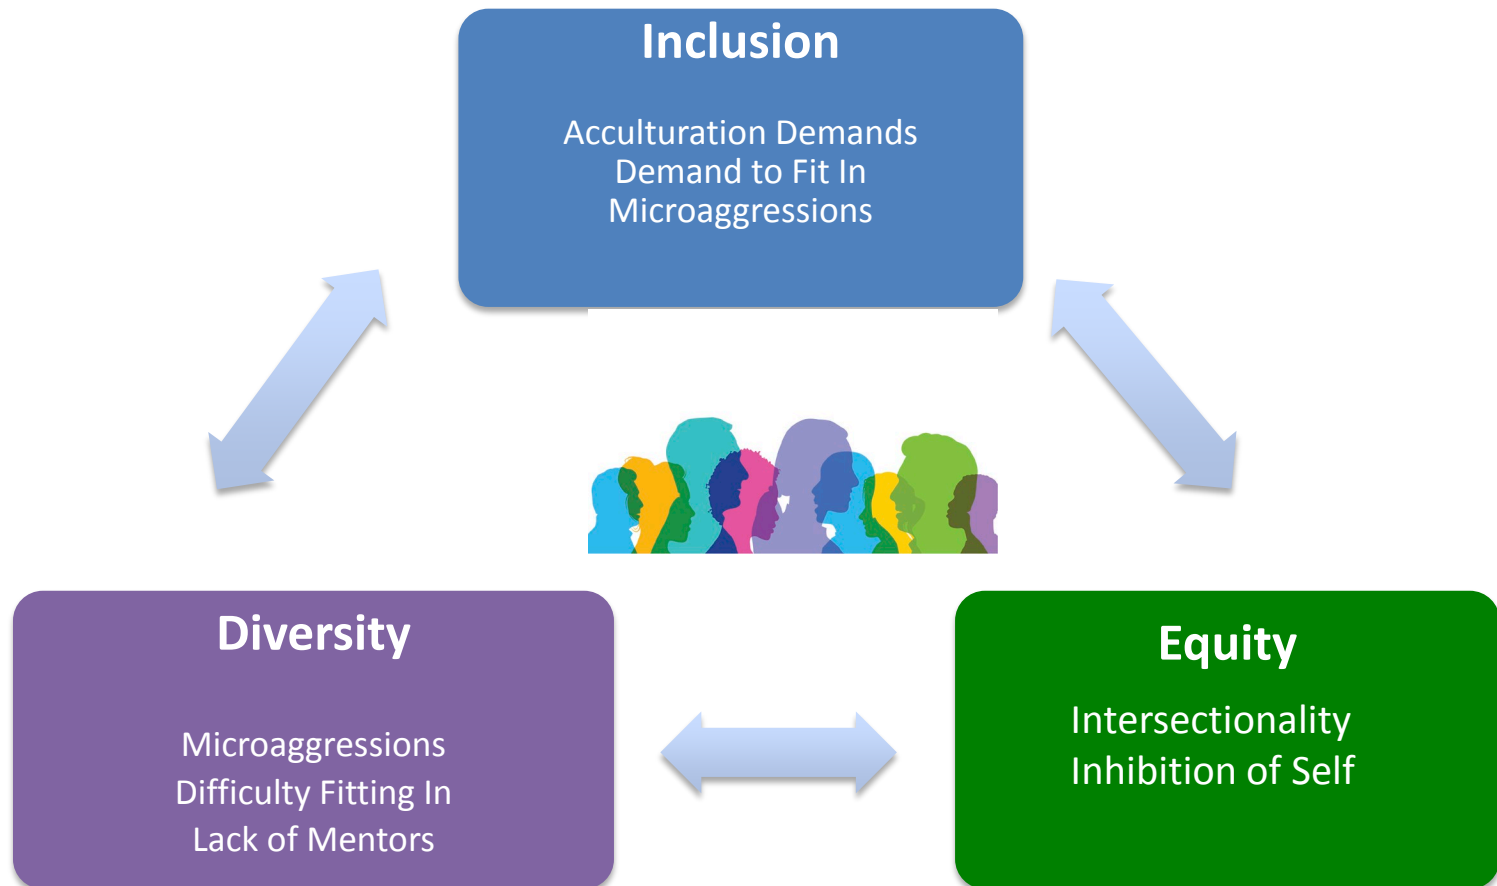 Inclusion
Acculturation Demands
Demand to Fit In
Microaggressions
Diversity
Microaggressions
Difficulty Fitting In
Lack of Mentors
Equity
Intersectionality
Inhibition of Self